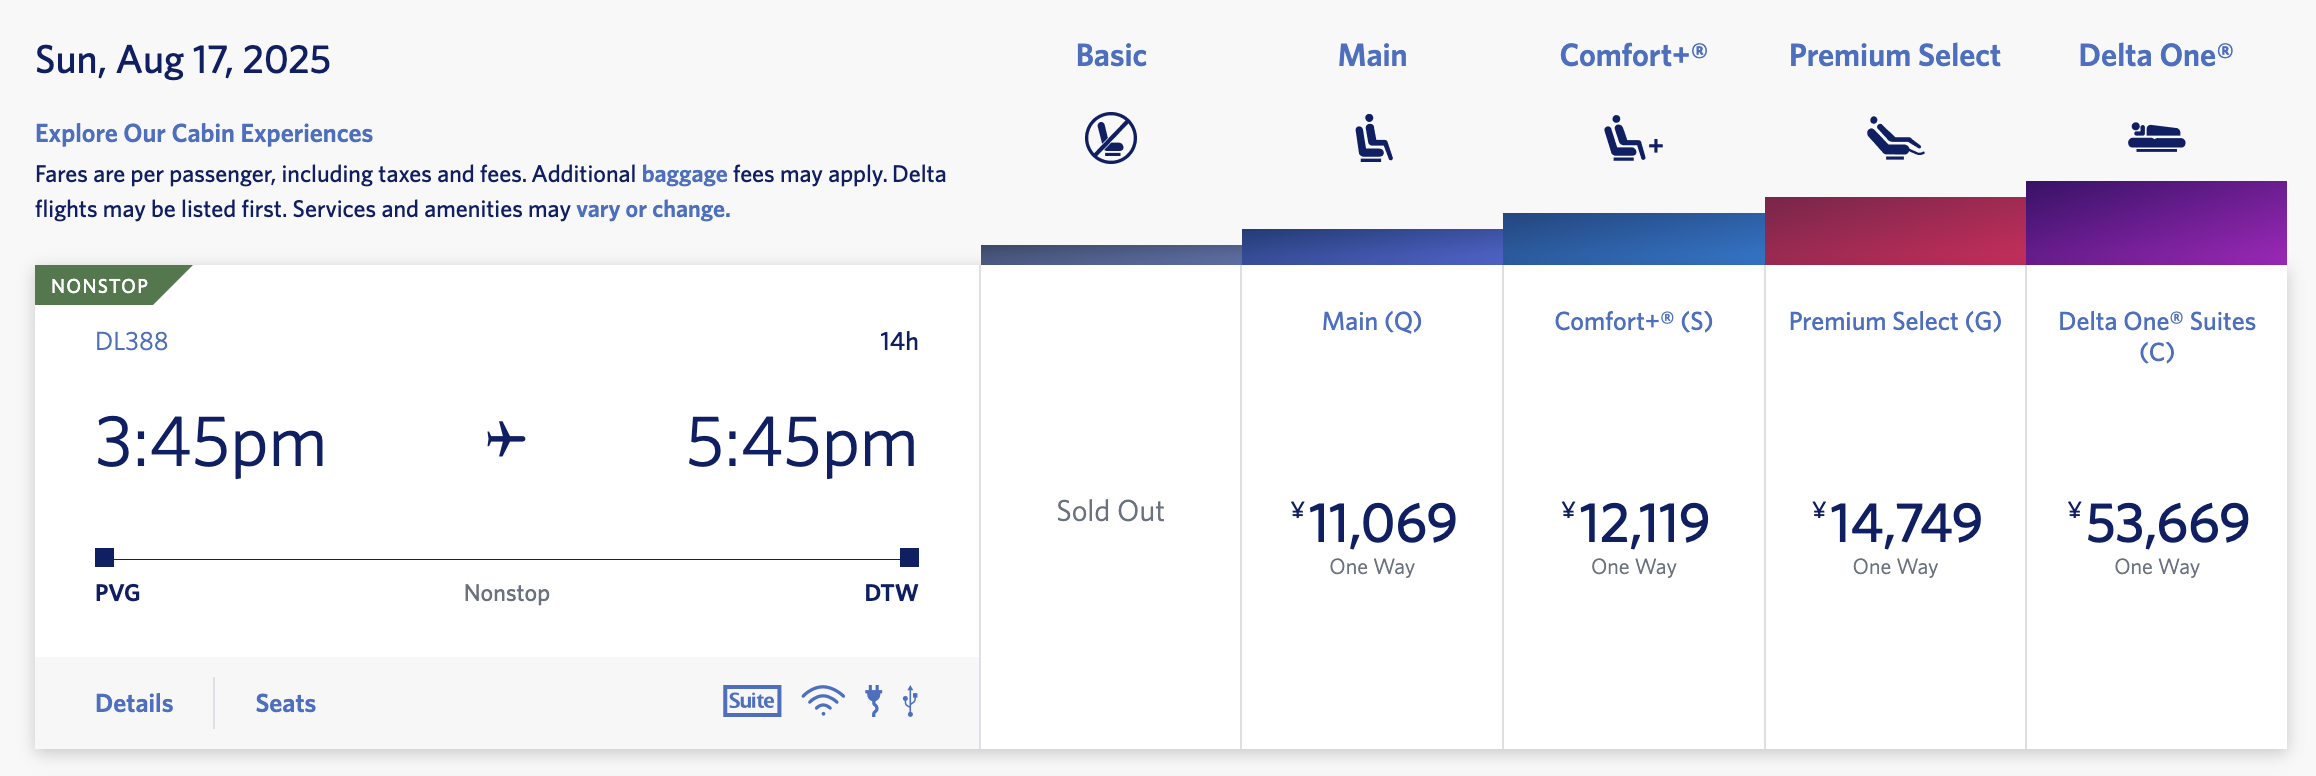 Sun, Aug 17, 2025
Explore Our Cabin Experiences
Fares are per passenger, including taxes and fees. Additional baggage fees may apply. Delta
flights may be listed first. Services and amenities may vary or change.
Basic
Main
Comfort+®
Premium Select
Delta One®
NONSTOP
DL388
14h
3:45pm
5:45pm
PVG
Nonstop
DTW
Details
Seats
Suite
Sold Out
Main (Q)
¥11,069
One Way
Comfort+® (S)
¥12,119
One Way
Premium Select (G)
¥14,749
One Way
Delta One® Suites
(C)
¥53,669
One Way